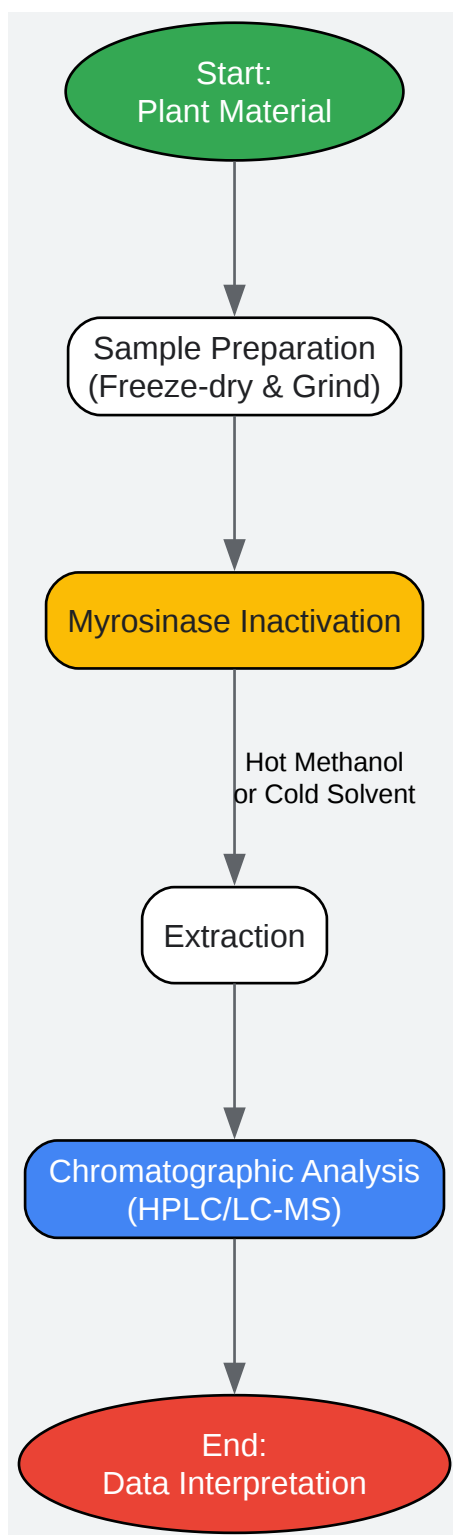 Start:
Plant Material
Sample Preparation
(Freeze-dry & Grind)
Myrosinase Inactivation
Hot Methanol
or Cold Solvent
Extraction
Chromatographic Analysis
(HPLC/LC-MS)
End:
Data Interpretation